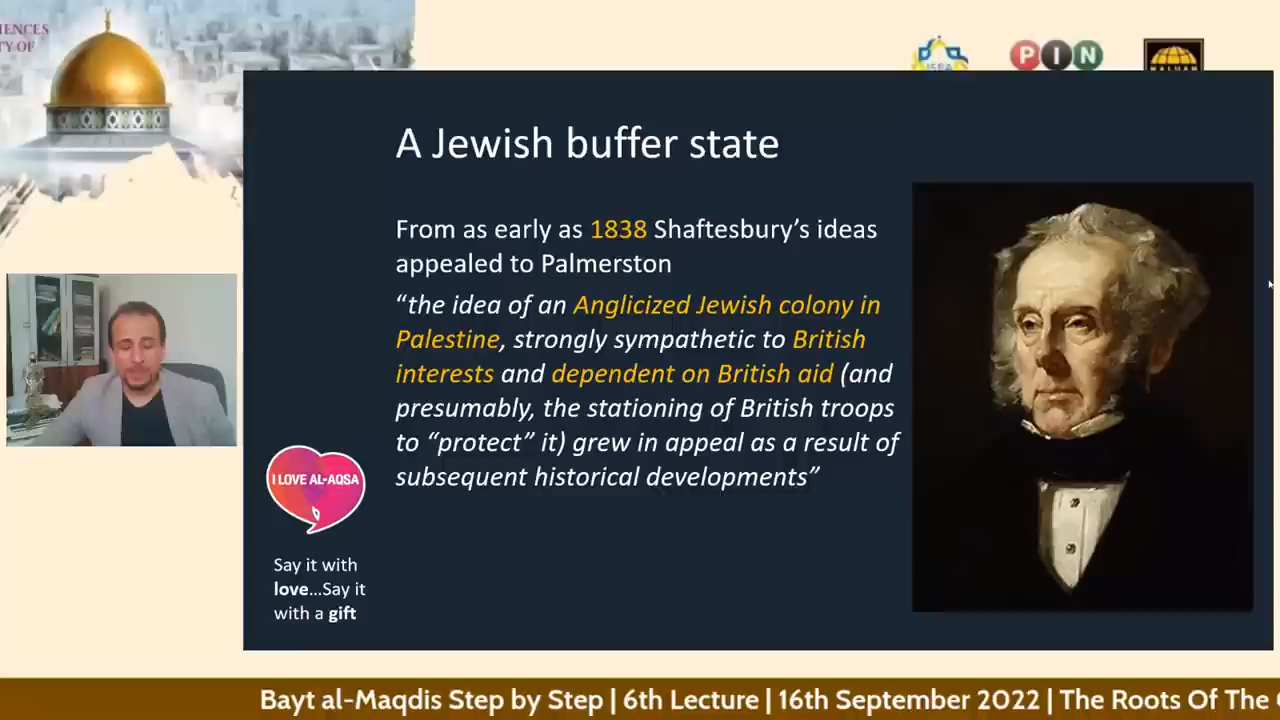 IENCES
TY OF
ISRA
PIN
A Jewish buffer state
From as early as 1838 Shaftesbury’s ideas
appealed to Palmerston
“the idea of an Anglicized Jewish colony in
Palestine, strongly sympathetic to British
interests and dependent on British aid (and
presumably, the stationing of British troops
to “protect” it) grew in appeal as a result of
subsequent historical developments”
I LOVE AL-AQSA
Say it with
love...Say it
with a gift
Bayt al-Maqdis Step by Step | 6th Lecture | 16th September 2022 | The Roots Of The